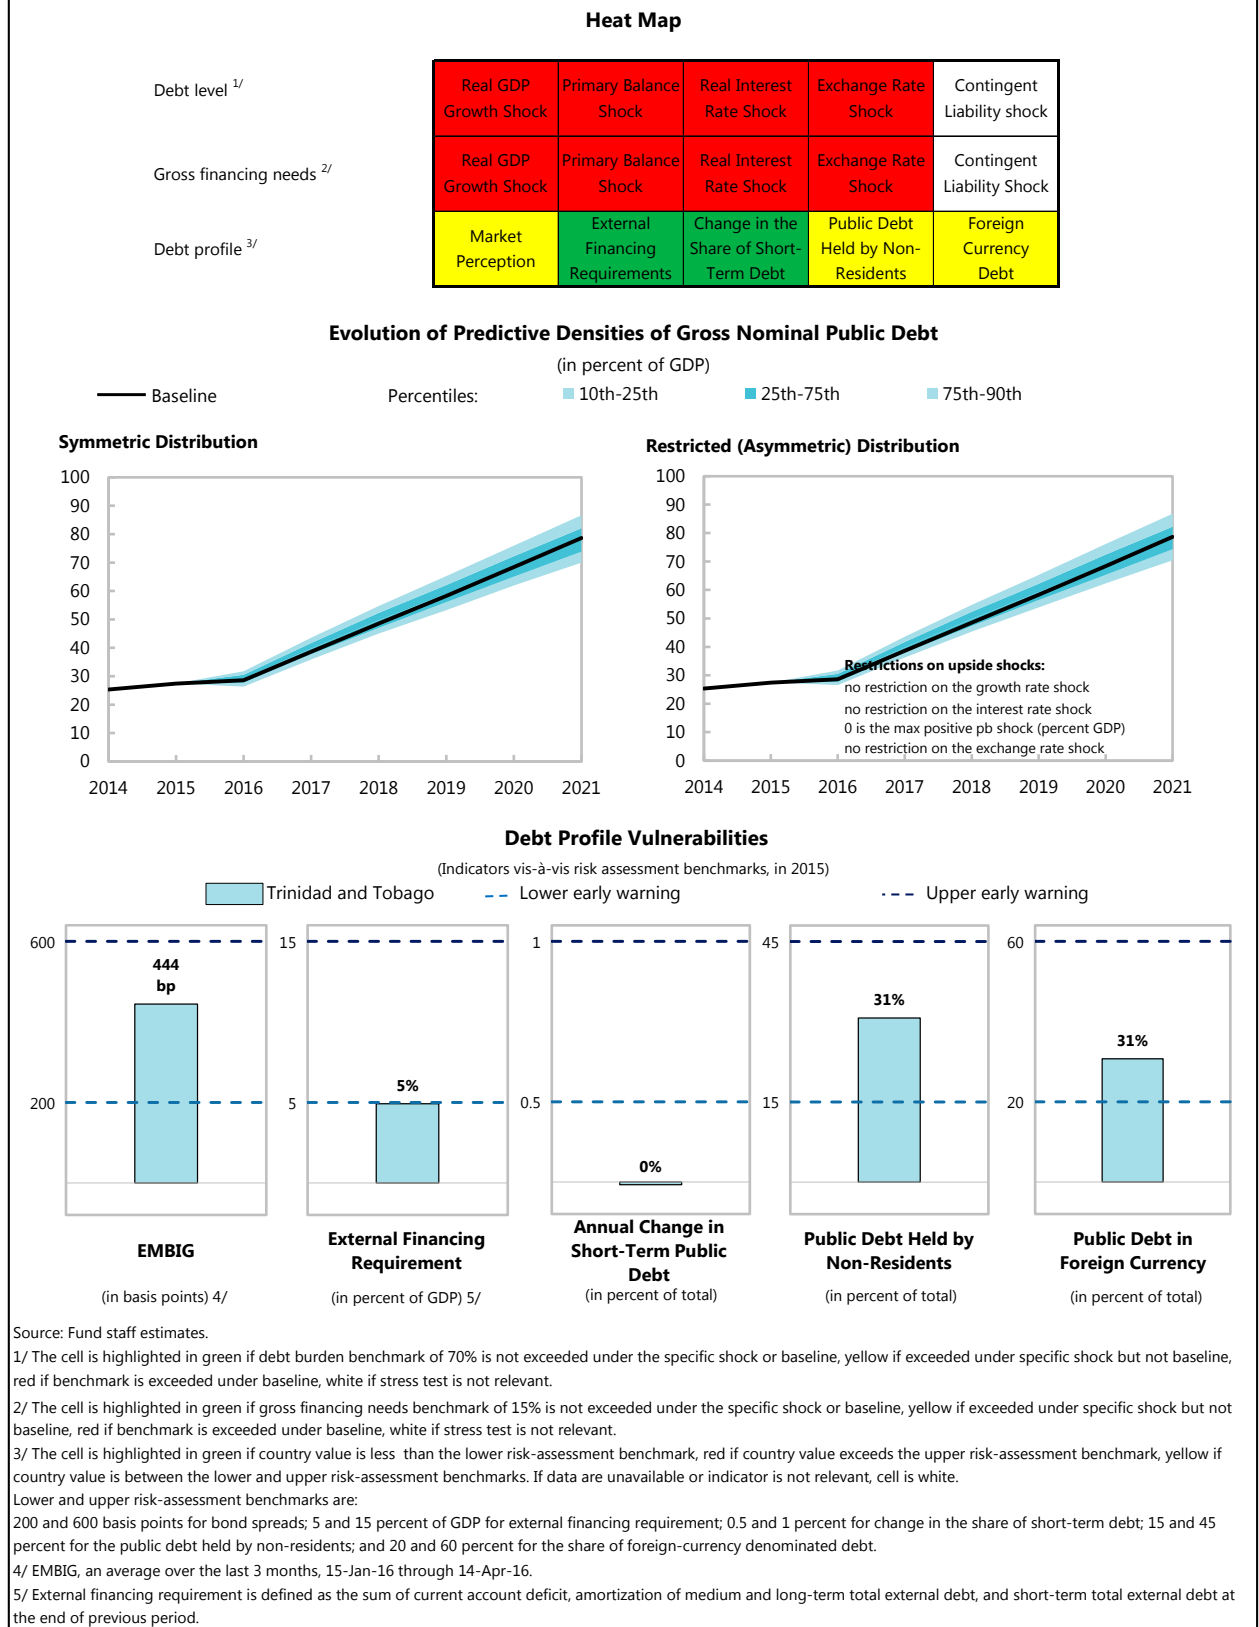 Heat Map
Debt level 1/
Real GDP Growth Shock
Primary Balance Shock
Real Interest Rate Shock
Exchange Rate Shock
Contingent Liability shock
Gross financing needs 2/
Real GDP Growth Shock
Primary Balance Shock
Real Interest Rate Shock
Exchange Rate Shock
Contingent Liability Shock
Debt profile 3/
Market Perception
External Financing Requirements
Change in the Share of Short-Term Debt
Public Debt Held by Non-Residents
Foreign Currency Debt
Evolution of Predictive Densities of Gross Nominal Public Debt
(in percent of GDP)
Baseline
Percentiles:
10th-25th
25th-75th
75th-90th
Symmetric Distribution
100
90
80
70
60
50
40
30
20
10
0
2014 2015 2016 2017 2018 2019 2020 2021
Restricted (Asymmetric) Distribution
100
90
80
70
60
50
40
30
20
10
0
Restrictions on upside shocks:
no restriction on the growth rate shock
no restriction on the interest rate shock
0 is the max positive pb shock (percent GDP)
no restriction on the exchange rate shock
2014 2015 2016 2017 2018 2019 2020 2021
Debt Profile Vulnerabilities
(Indicators vis-à-vis risk assessment benchmarks, in 2015)
Trinidad and Tobago
Lower early warning
Upper early warning
600
444
bp
200
EMBIG
(in basis points) 4/
15
5%
5
External Financing
Requirement
(in percent of GDP) 5/
1
0.5
0%
Annual Change in
Short-Term Public
Debt
(in percent of total)
45
31%
15
Public Debt Held by
Non-Residents
(in percent of total)
60
31%
20
Public Debt in
Foreign Currency
(in percent of total)
Source: Fund staff estimates.
1/ The cell is highlighted in green if debt burden benchmark of 70% is not exceeded under the specific shock or baseline, yellow if exceeded under specific shock but not baseline,
red if benchmark is exceeded under baseline, white if stress test is not relevant.
2/ The cell is highlighted in green if gross financing needs benchmark of 15% is not exceeded under the specific shock or baseline, yellow if exceeded under specific shock but not
baseline, red if benchmark is exceeded under baseline, white if stress test is not relevant.
3/ The cell is highlighted in green if country value is less than the lower risk-assessment benchmark, red if country value exceeds the upper risk-assessment benchmark, yellow if
country value is between the lower and upper risk-assessment benchmarks. If data are unavailable or indicator is not relevant, cell is white.
Lower and upper risk-assessment benchmarks are:
200 and 600 basis points for bond spreads; 5 and 15 percent of GDP for external financing requirement; 0.5 and 1 percent for change in the share of short-term debt; 15 and 45
percent for the public debt held by non-residents; and 20 and 60 percent for the share of foreign-currency denominated debt.
4/ EMBIG, an average over the last 3 months, 15-Jan-16 through 14-Apr-16.
5/ External financing requirement is defined as the sum of current account deficit, amortization of medium and long-term total external debt, and short-term total external debt at
the end of previous period.